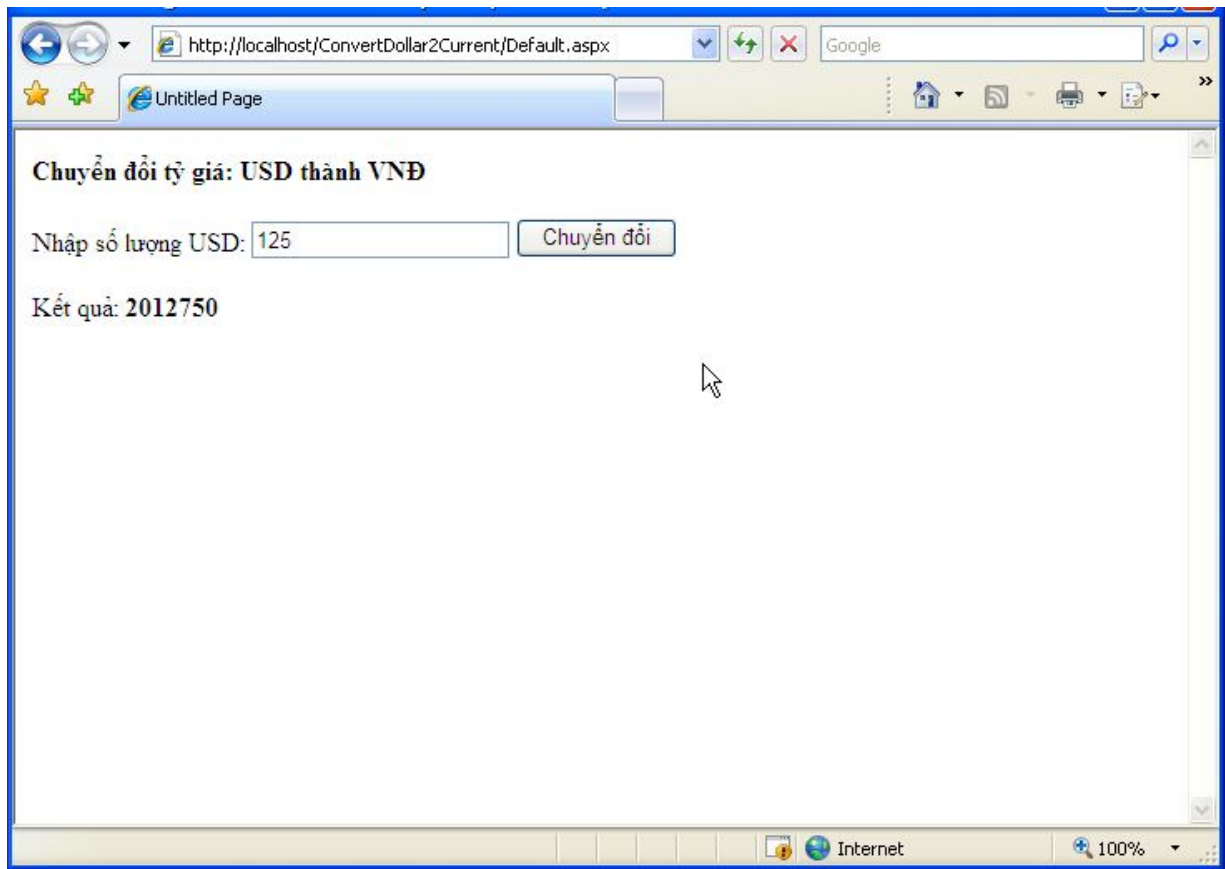 http://localhost/ConvertDollar2Current/Default.aspx Google
Untitled Page »
Chuyển đổi tỷ giá: USD thành VNĐ
Nhập số lượng USD: 125 Chuyển đổi
Kết quả: 2012750
Internet 100%